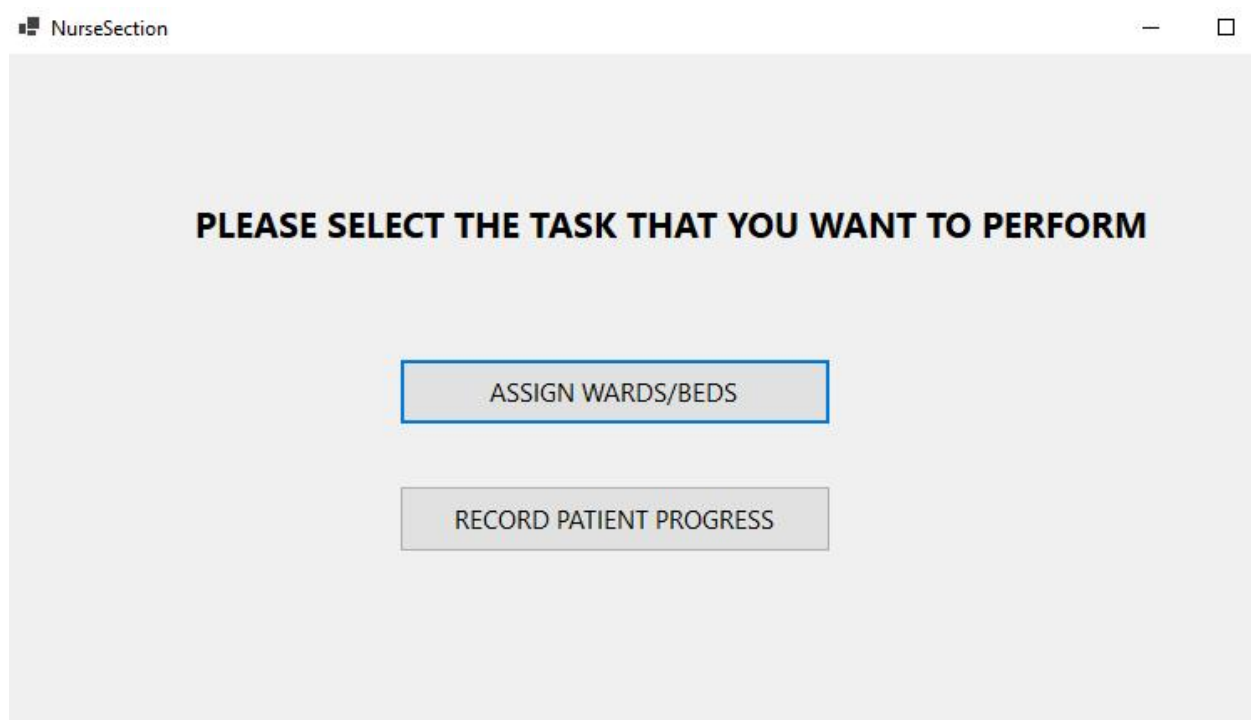 NurseSection
PLEASE SELECT THE TASK THAT YOU WANT TO PERFORM
ASSIGN WARDS/BEDS
RECORD PATIENT PROGRESS